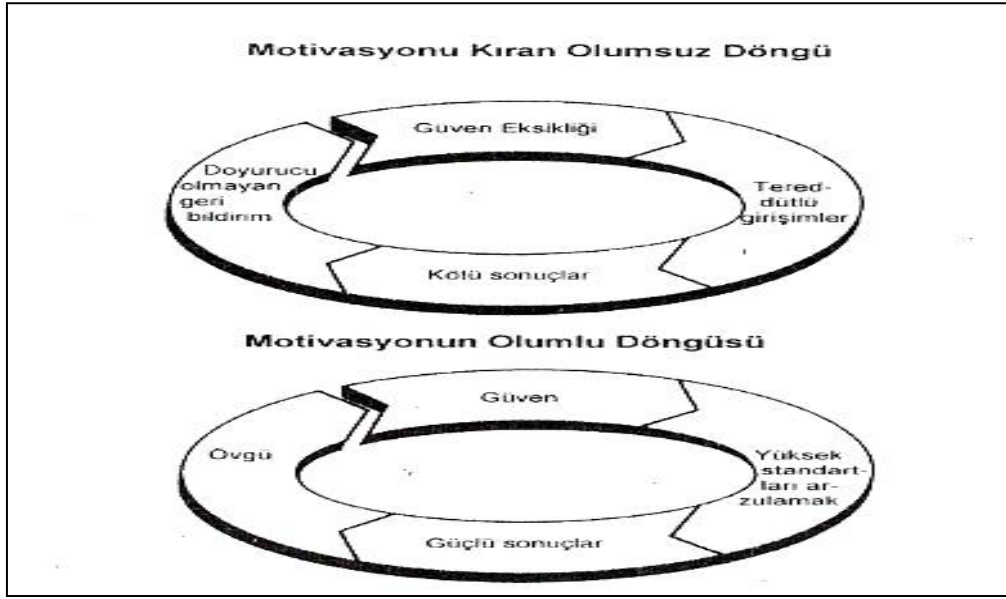 Motivasyonu Kıran Olumsuz Döngü
Güven Eksikliği
Doyurucu
olmayan
geri
bildirim
Tered-
dütlü
girişimler
Kölü sonuçlar
Motivasyonun Olumlu Döngüsü
Güven
Övgü
Yüksek
standart-
ları ar-
zulamak
Güçlü sonuçlar